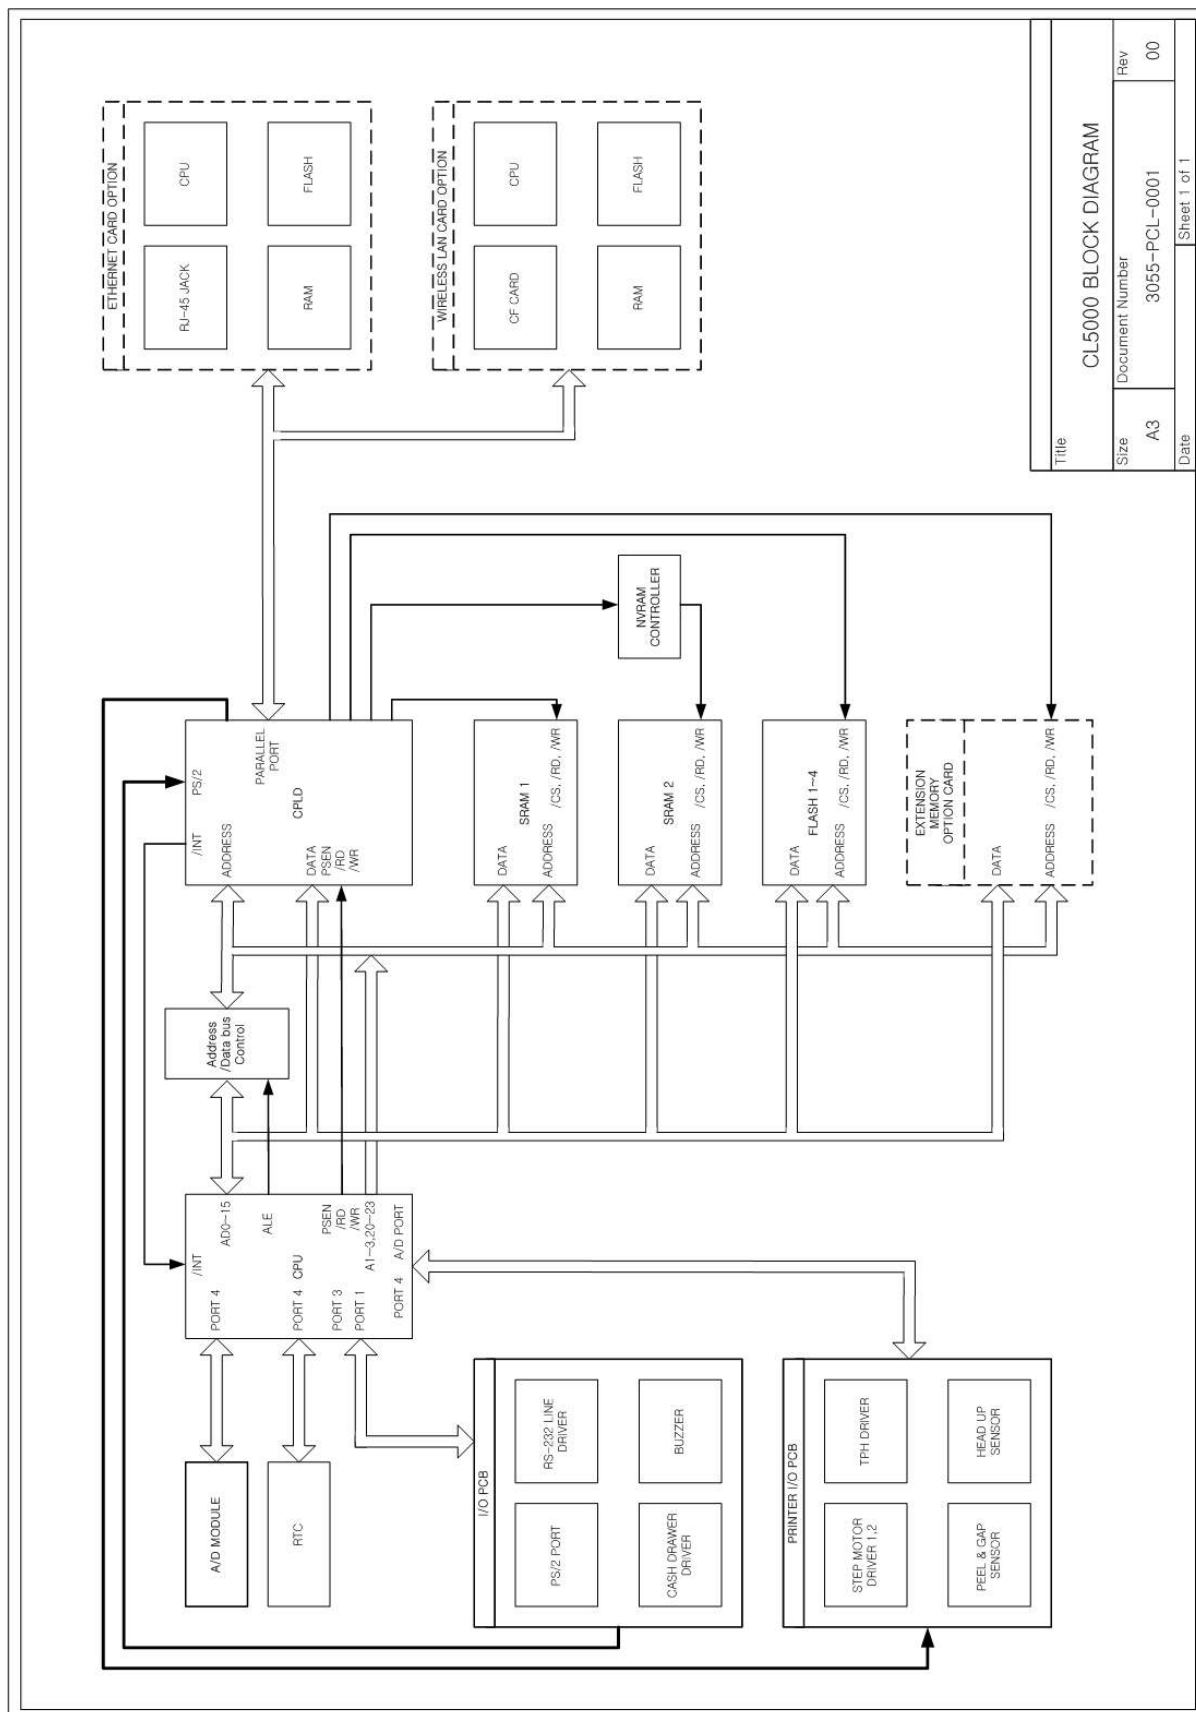 ETHERNET CARD OPTION
RJ-45 JACK
CPU
RAM
FLASH
WIRELESS LAN CARD OPTION
CF CARD
CPU
RAM
FLASH
A/D MODULE
RTC
/INT
PORT 4
AD0-15
ALE
PORT 4
CPU
PORT 3
PSEN
/RD
/WR
PORT 1
A1-3,20-23
PORT 4
A/D PORT
Address
/Data bus
Control
/INT
PS/2
ADDRESS
PARALLEL
PORT
CPLD
DATA
PSEN
/RD
/WR
I/O PCB
PS/2 PORT
RS-232 LINE
DRIVER
CASH DRAWER
DRIVER
BUZZER
DATA
SRAM 1
ADDRESS
/CS, /RD, /WR
NVRAM
CONTROLLER
DATA
SRAM 2
ADDRESS
/CS, /RD, /WR
PRINTER I/O PCB
STEP MOTOR
DRIVER 1,2
TPH DRIVER
PEEL & GAP
SENSOR
HEAD UP
SENSOR
DATA
FLASH 1~4
ADDRESS
/CS, /RD, /WR
EXTENSION
MEMORY
OPTION CARD
DATA
ADDRESS
/CS, /RD, /WR
Title
CL5000 BLOCK DIAGRAM
Size
A3
Document Number
3055-PCL-0001
Rev
00
Date
Sheet 1 of 1